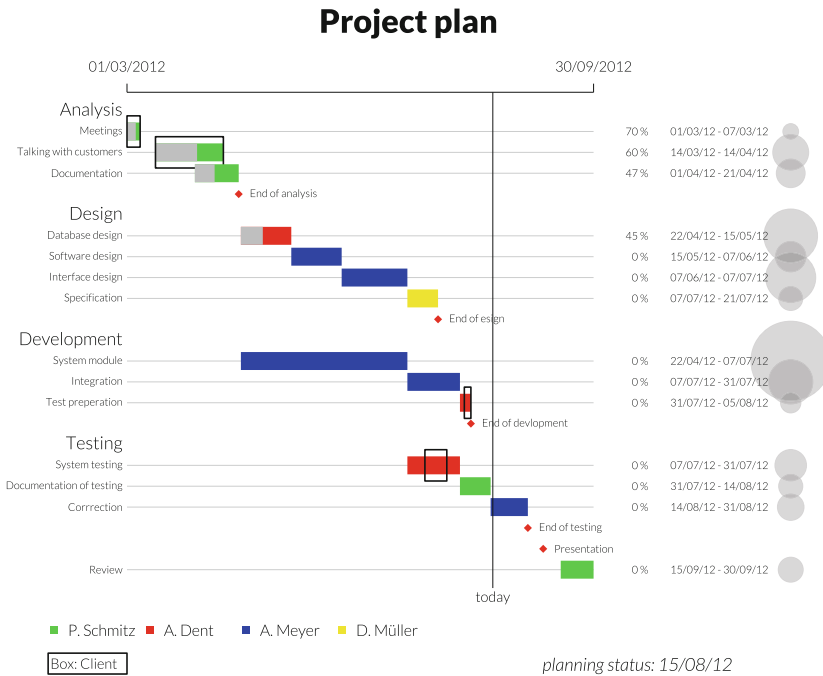 Project plan
01/03/2012 30/09/2012
Analysis
Meetings 70 % 01/03/12 - 07/03/12
Talking with customers 60 % 14/03/12 - 14/04/12
Documentation 47 % 01/04/12 - 21/04/12
End of analysis
Design
Database design 45 % 22/04/12 - 15/05/12
Software design 0 % 15/05/12 - 07/06/12
Interface design 0 % 07/06/12 - 07/07/12
Specification 0 % 07/07/12 - 21/07/12
End of esign
Development
System module 0 % 22/04/12 - 07/07/12
Integration 0 % 07/07/12 - 31/07/12
Test preperation 0 % 31/07/12 - 05/08/12
End of devlopment
Testing
System testing 0 % 07/07/12 - 31/07/12
Documentation of testing 0 % 31/07/12 - 14/08/12
Corrrection 0 % 14/08/12 - 31/08/12
End of testing
Presentation
Review 0 % 15/09/12 - 30/09/12
today
P. Schmitz A. Dent A. Meyer D. Müller
Box: Client planning status: 15/08/12